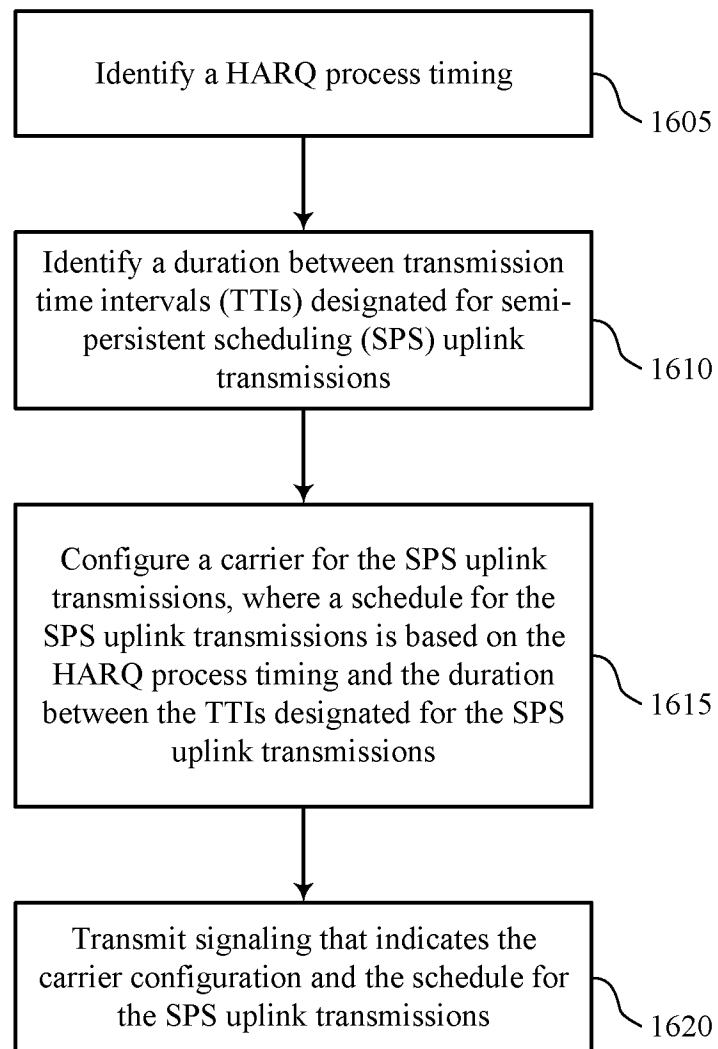 Identify a HARQ process timing
1605
Identify a duration between transmission
time intervals (TTIs) designated for semi-
persistent scheduling (SPS) uplink
transmissions
1610
Configure a carrier for the SPS uplink
transmissions, where a schedule for the
SPS uplink transmissions is based on the
HARQ process timing and the duration
between the TTIs designated for the SPS
uplink transmissions
1615
Transmit signaling that indicates the
carrier configuration and the schedule for
the SPS uplink transmissions
1620